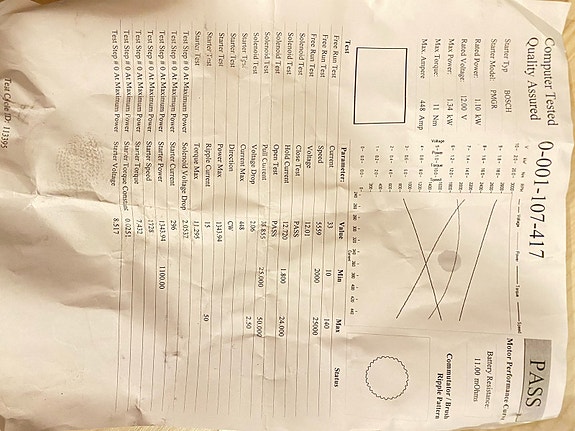 Computer Tested
Quality Assured
0-001-107-417
PASS
Starter Typ BOSCH
Starter Model: PMGR
Rated Power: 1.10 kW
Rated Voltage: 12.00 V
Max Power: 1.34 kW
Max Torque: 11 Nm
Max Ampere 448 Amp
Motor Performance Curve
Battery Resistance:
11.00 mOhms
Commutator / Brush
Ripple Pattern
Test Parameter: Value Min Max Status
Free Run Test Current 33 10 140
Free Run Test Speed 5559 2000 25000
Free Run Test Voltage 12.01
Solenoid Test Close Test PASS
Solenoid Test Hold Current 12.720 1.800 24.000
Solenoid Test Open Test PASS
Solenoid Test Pull Current 38.855 25.000 50.000
Solenoid Test Voltage Drop 2.06 2.50
Starter Test Current Max 448
Starter Test Direction CW
Starter Test Power Max 1343.94
Starter Test Ripple Current 15 50
Starter Test Torque Max 11.295
Test Step # 0 At Maximum Power Solenoid Voltage Drop 2.0537
Test Step # 0 At Maximum Power Starter Current 296
Test Step # 0 At Maximum Power Starter Power 1343.94 1100.00
Test Step # 0 At Maximum Power Starter Speed 1728
Test Step # 0 At Maximum Power Starter Torque 7.432
Test Step # 0 At Maximum Power Starter Torque Constant 0.0251
Test Step # 0 At Maximum Power Starter Voltage 8.517
Test Cycle ID: 113395